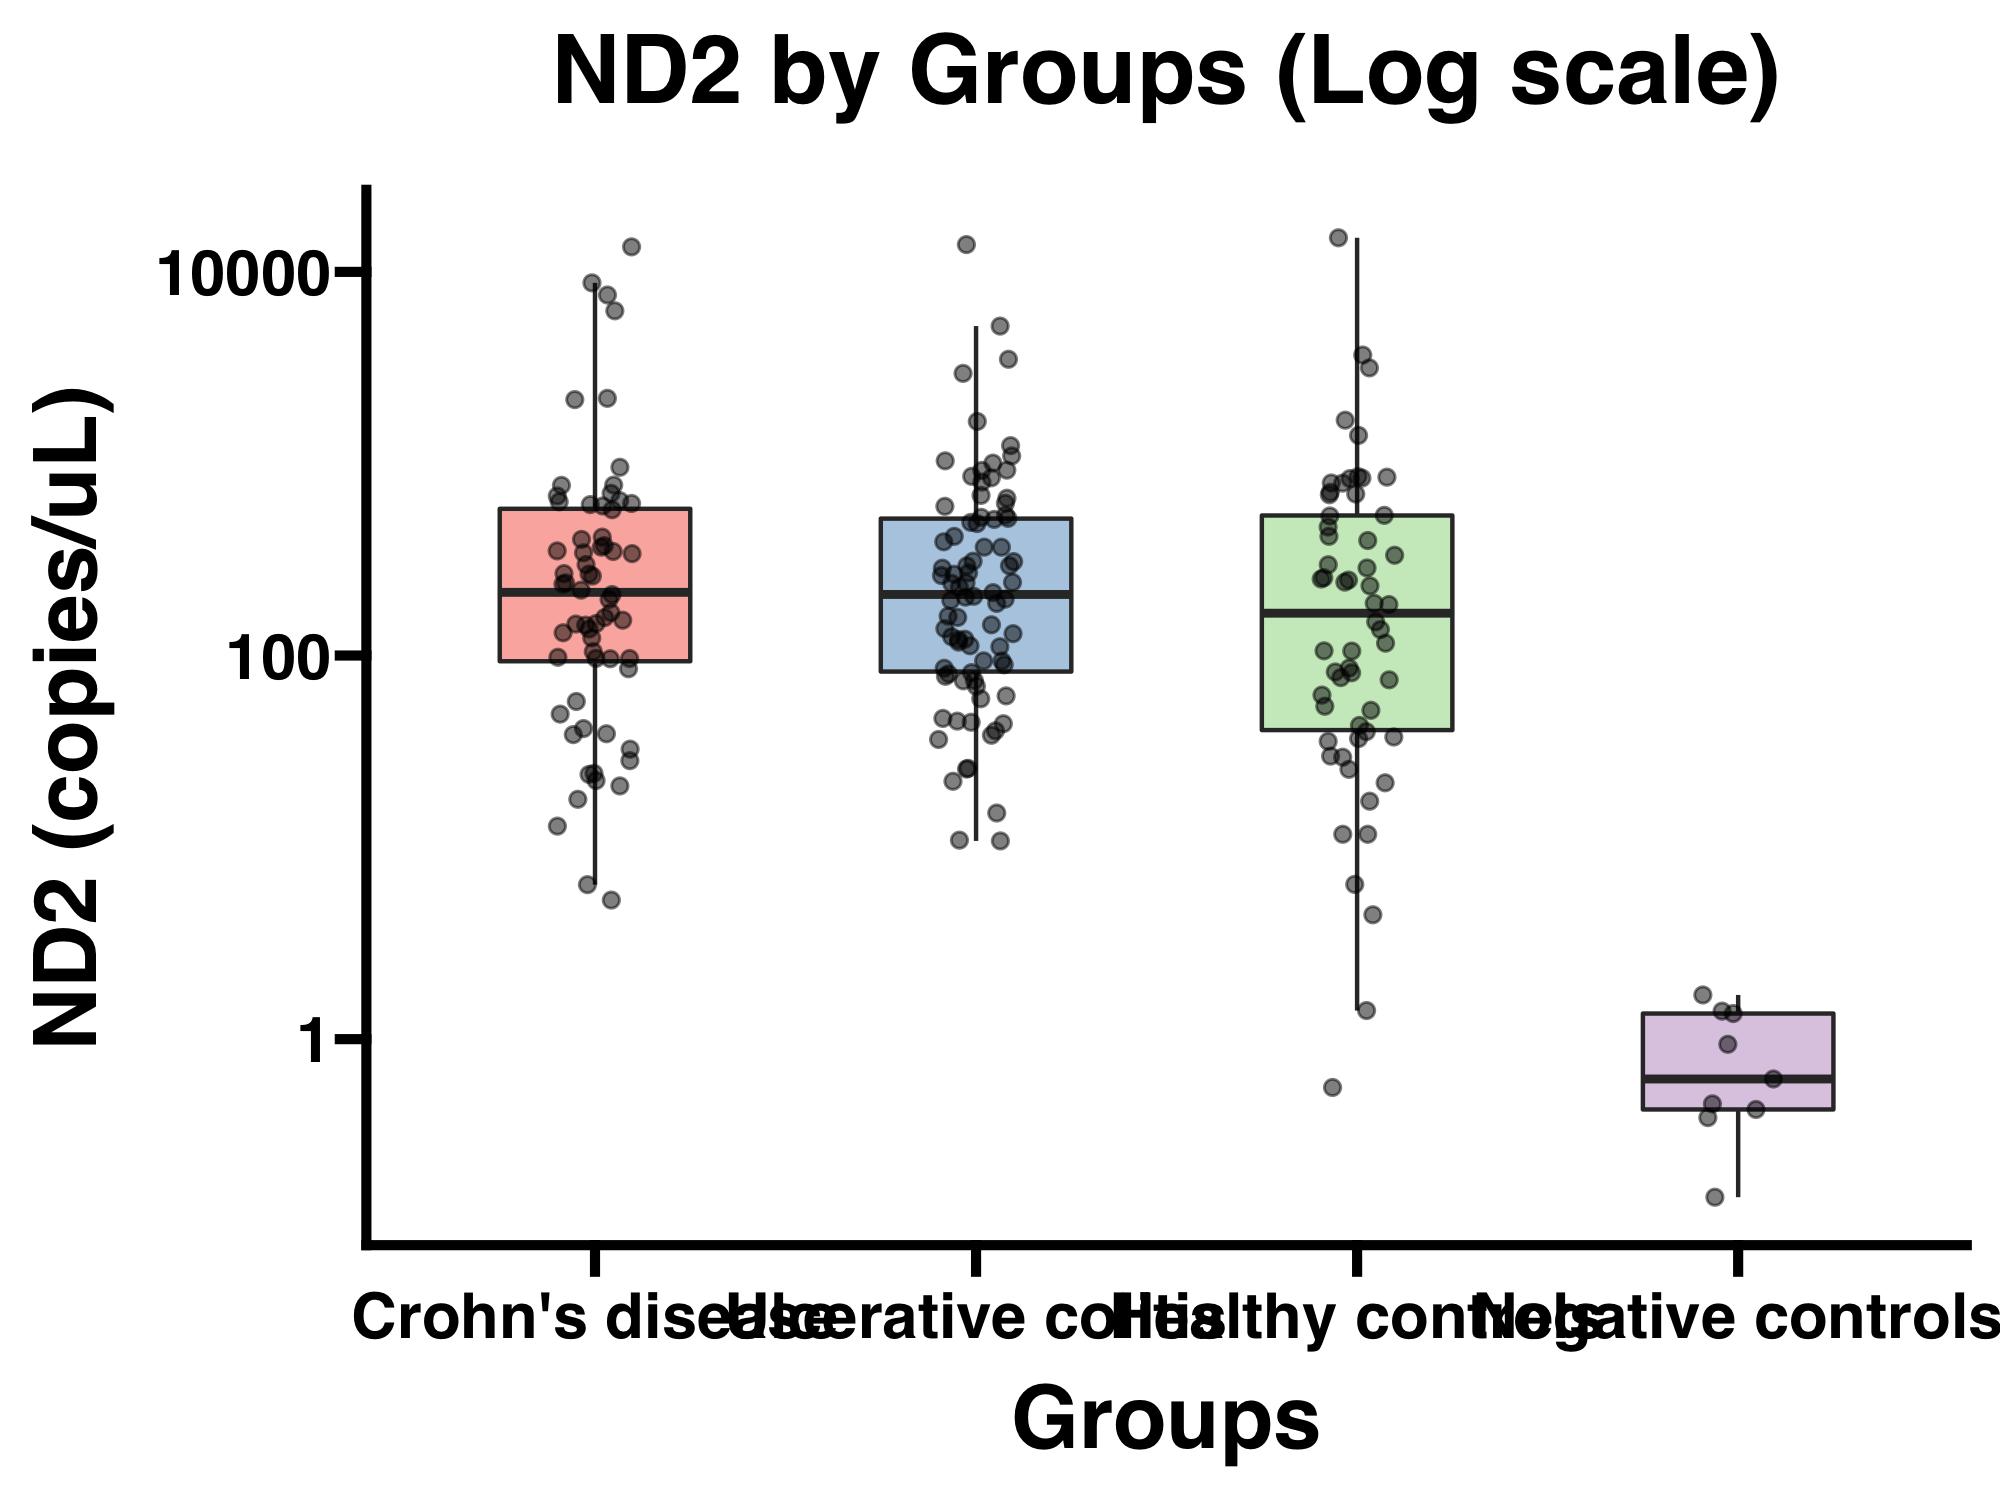 ND2 by Groups (Log scale)
ND2 (copies/uL)
10000
100
1
Crohn's disease
Ulcerative colitis
Healthy controls
Negative controls
Groups